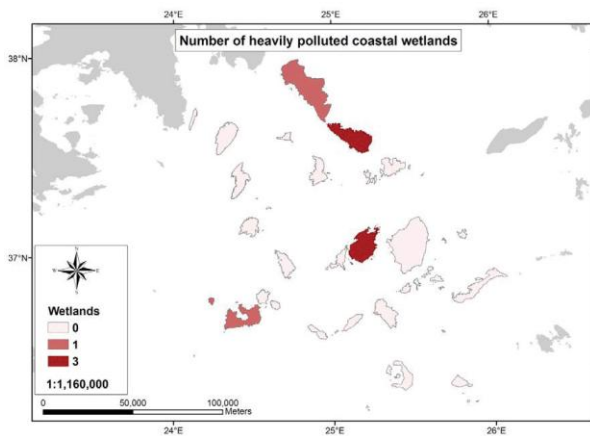 24°E 25°E 26°E
Number of heavily polluted coastal wetlands
38°N
37°N
N
W E
S
Wetlands
0
1
3
1:1,160,000
0 50,000 100,000
Meters
24°E 25°E 26°E